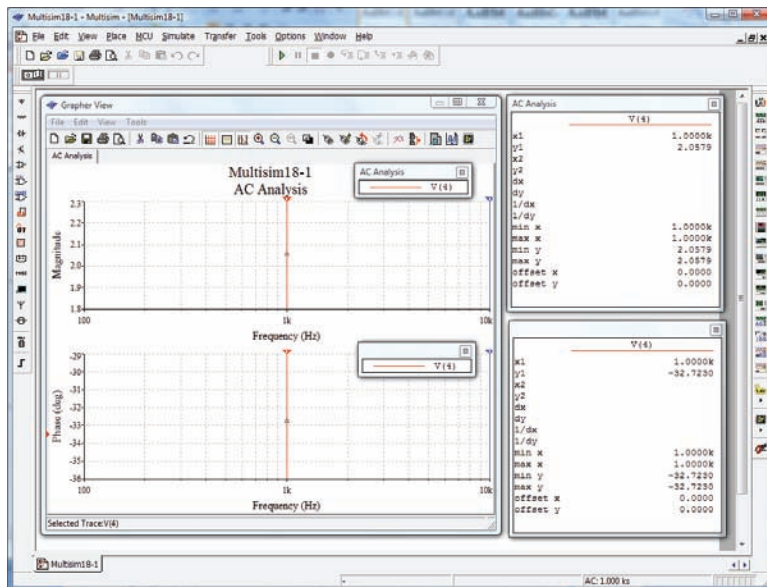 Multisim18-1 - Multisim - [Multisim18-1]
File Edit View Place MCU Simulate Transfer Tools Options Window Help
Grapher View
File Edit View Tools
AC Analysis
Multisim18-1
AC Analysis
AC Analysis
V(4)
2.3
2.2
2.1
2.0
1.9
1.8
Magnitude
100
1k
10k
Frequency (Hz)
V(4)
-29
-30
-31
-32
-33
-34
-35
-36
Phase (deg)
100
1k
10k
Frequency (Hz)
Selected Trace:V(4)
AC Analysis
V(4)
x1 1.0000k
y1 2.0579
x2
y2
dx
dy
1/dx
1/dy
min x 1.0000k
max x 1.0000k
min y 2.0579
max y 2.0579
offset x 0.0000
offset y 0.0000
V(4)
x1 1.0000k
y1 -32.7230
x2
y2
dx
dy
1/dx
1/dy
min x 1.0000k
max x 1.0000k
min y -32.7230
max y -32.7230
offset x 0.0000
offset y 0.0000
Multisim18-1
AC: 1.000 ks